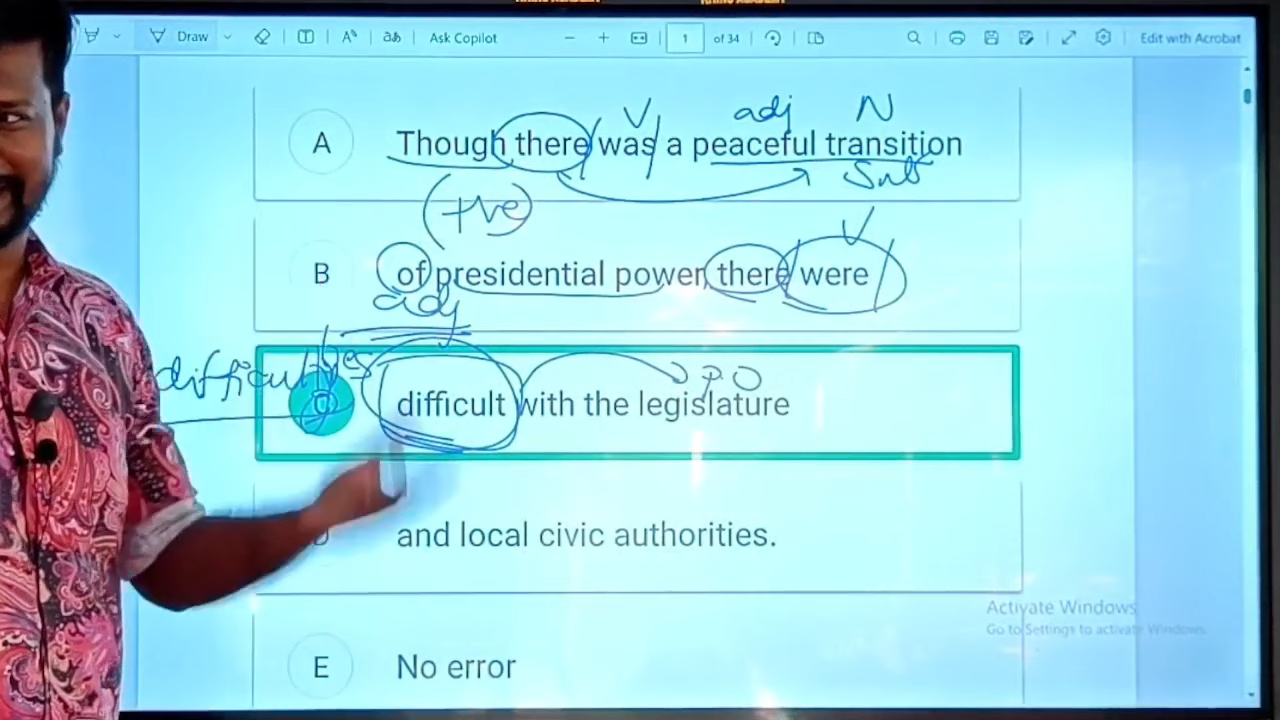 Draw
Ask Copilot
1 of 34
Edit with Acrobat
V adj N
A Though there was a peaceful transition
Sub
(+ve)
V
B of presidential power, there were
adj
difficulties
P O
C difficult with the legislature
D and local civic authorities.
Activate Windows
Go to Settings to activate Windows.
E No error